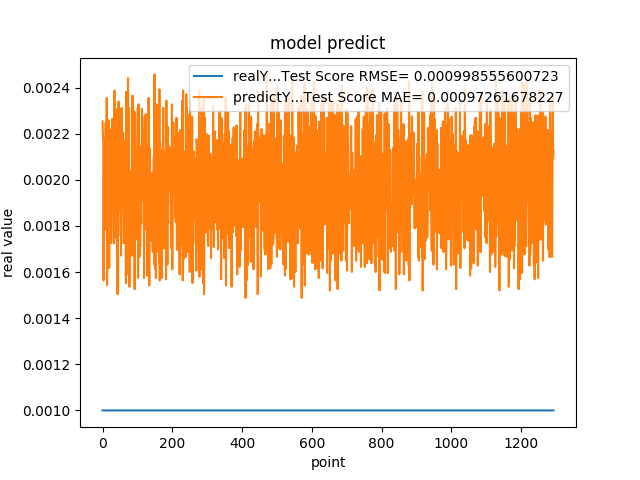 model predict
realY...Test Score RMSE= 0.000998555600723
predictY...Test Score MAE= 0.00097261678227
0.0024
0.0022
0.0020
0.0018
0.0016
0.0014
0.0012
0.0010
real value
0 200 400 600 800 1000 1200
point